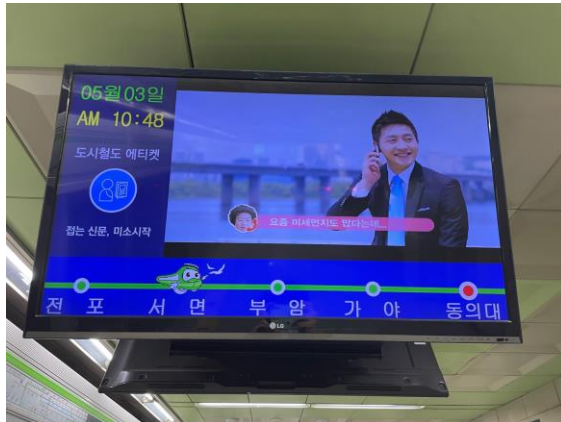 05월 03일
AM 10:48
도시철도 에티켓
접는 신문, 미소시작
요즘 미세먼지도 많다는데...
전포 서면 부암 가야 동의대
LG